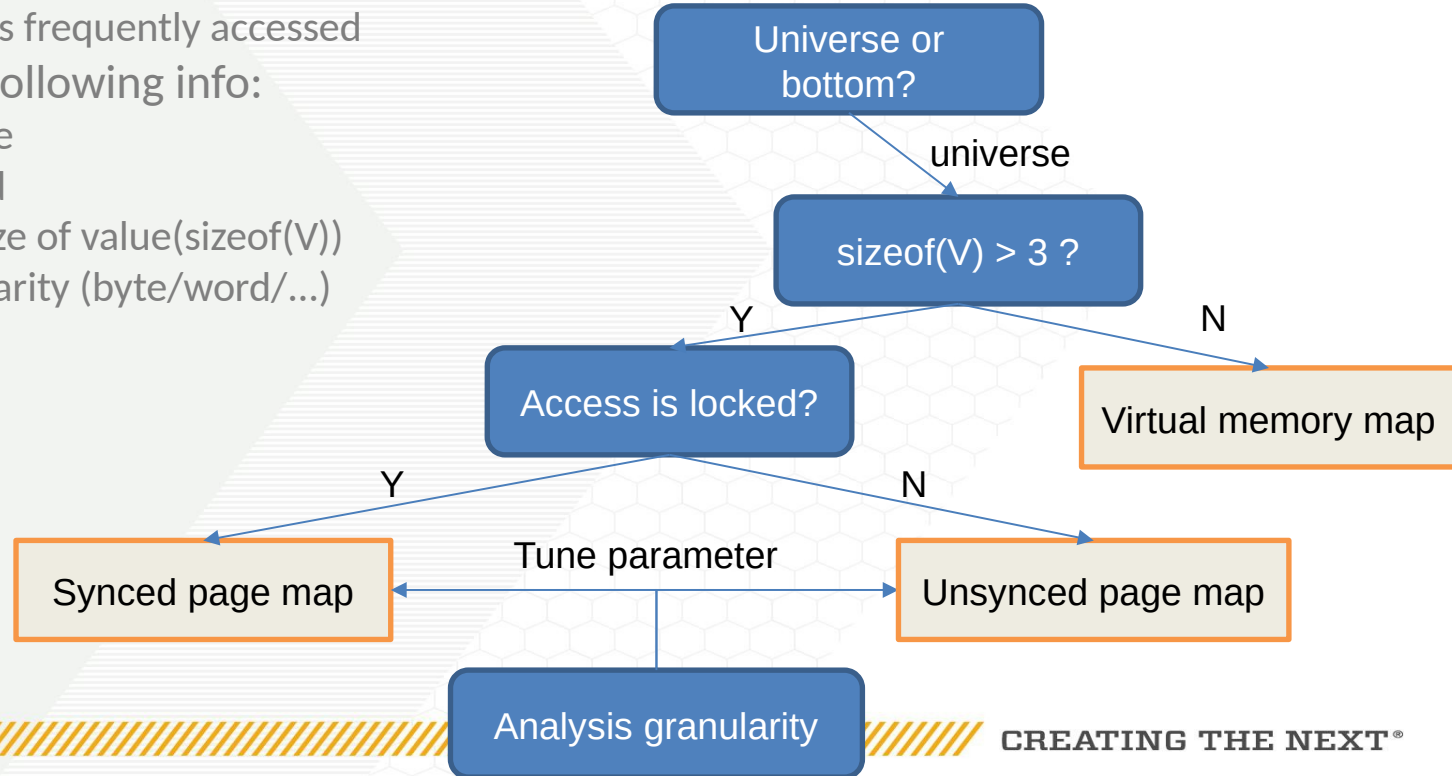 s frequently accessed
ollowing info:
e
ze of value(sizeof(V))
arity (byte/word/...)
Universe or
bottom?
universe
sizeof(V) > 3 ?
Y
N
Access is locked?
Virtual memory map
Y
N
Synced page map
Tune parameter
Unsynced page map
Analysis granularity
CREATING THE NEXT®